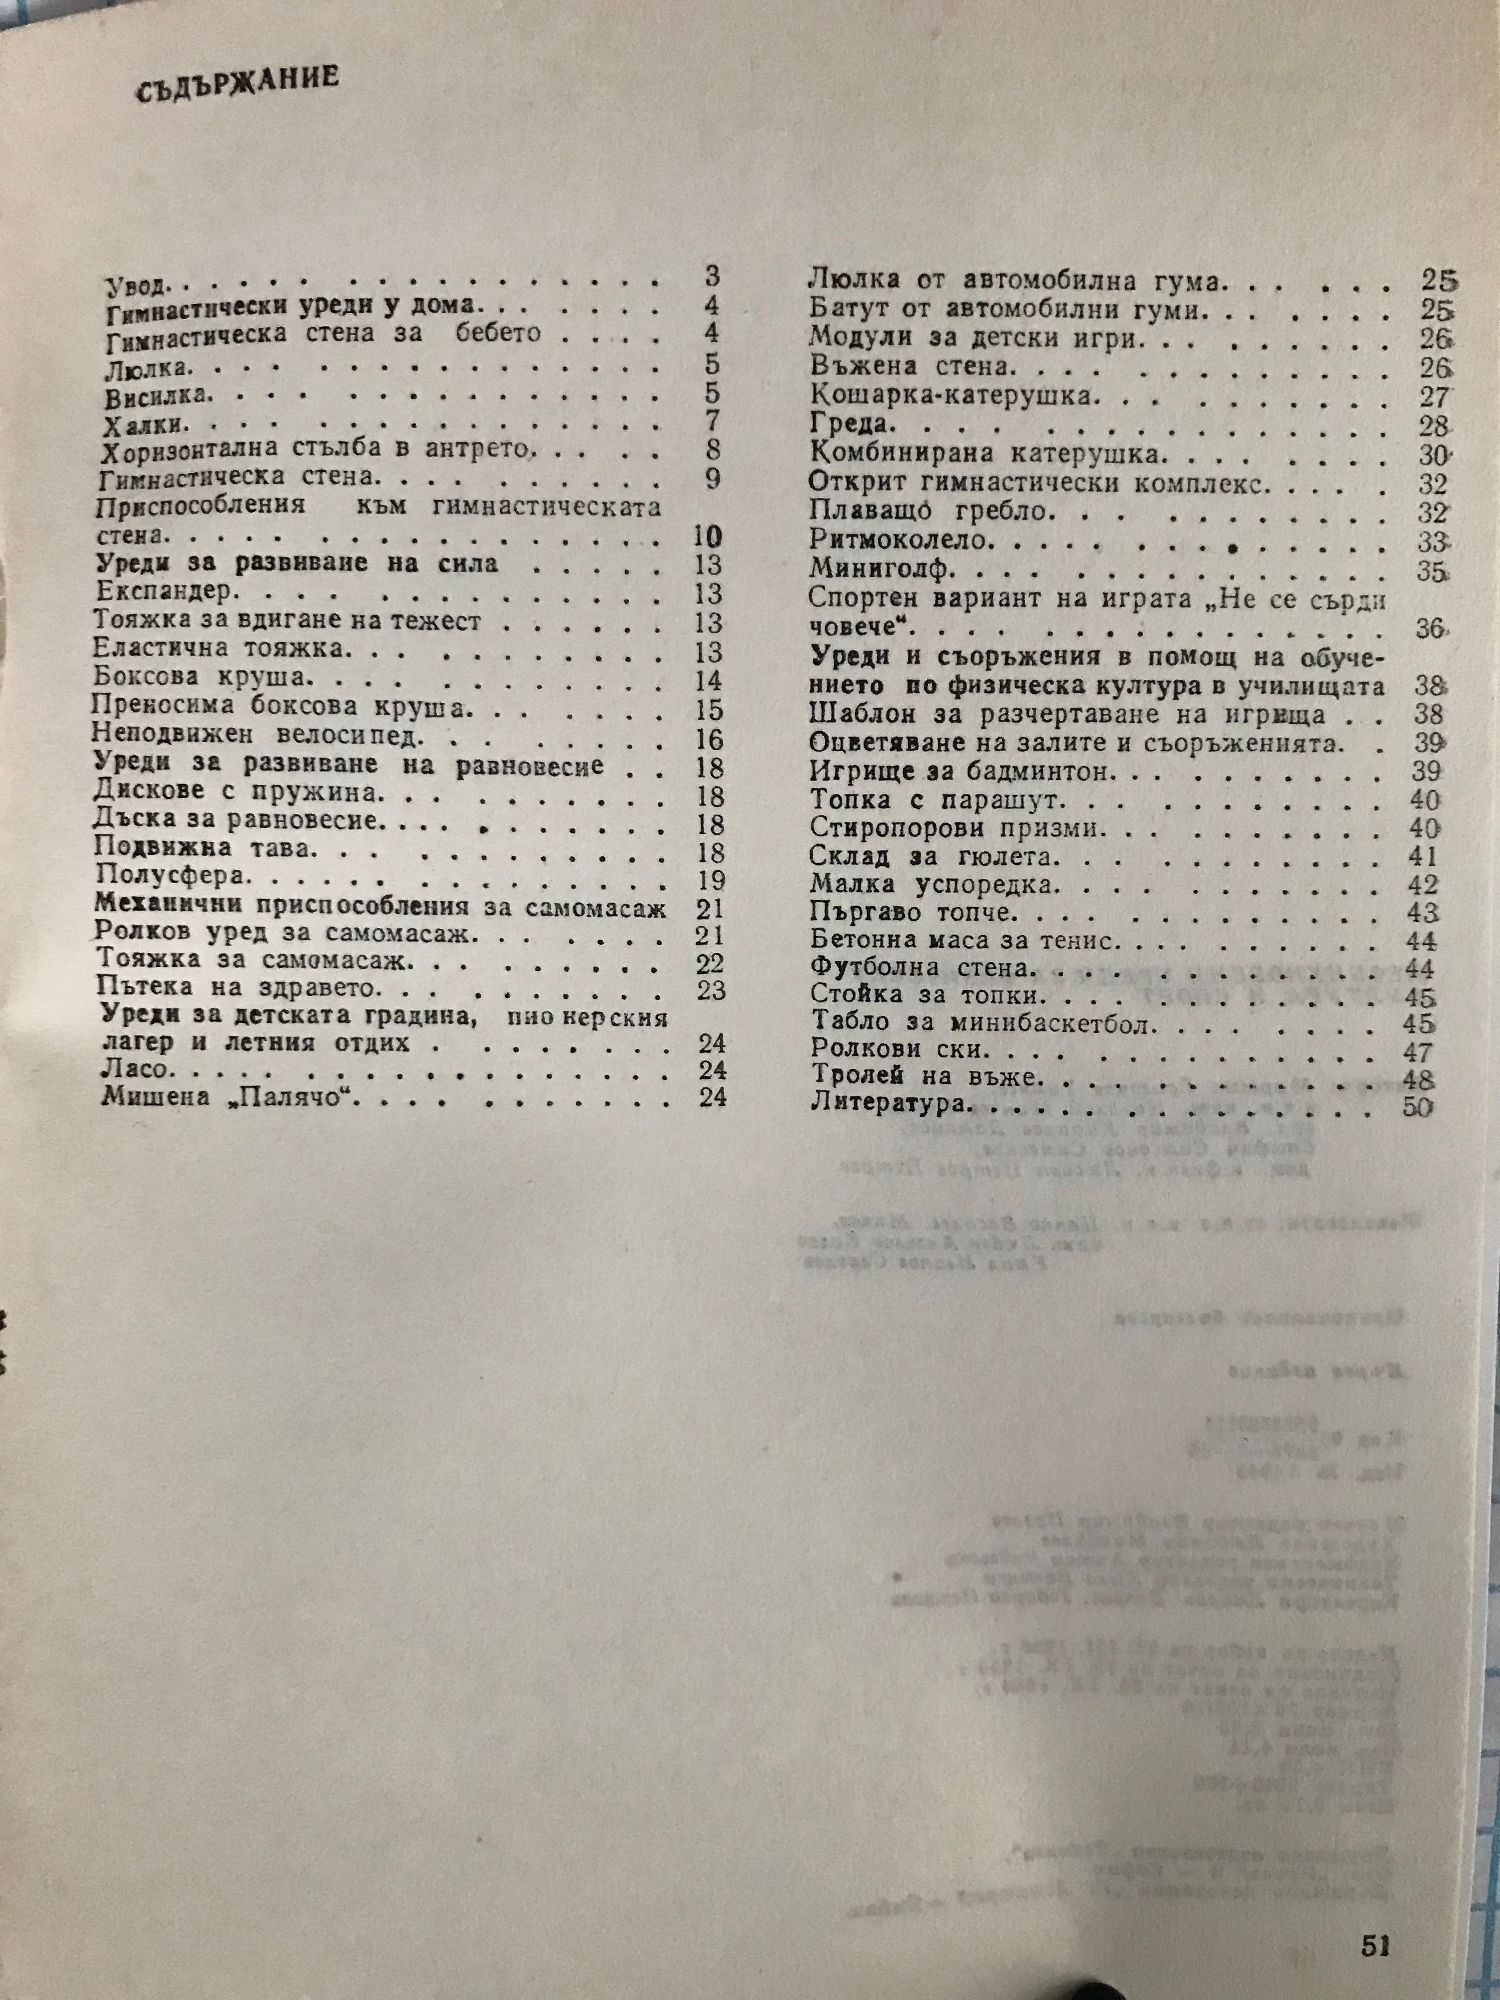 СЪДЪРЖАНИЕ
Увод. . . . . . . . . . . . . . . . 3
Гимнастически уреди у дома. . . . . . . 4
Гимнастическа стена за бебето . . . . 4
Люлка. . . . . . . . . . . . . . . 5
Висилка. . . . . . . . . . . . . . 5
Халки. . . . . . . . . . . . . . . 7
Хоризонтална стълба в антрето. . . . . 8
Гимнастическа стена. . . . . . . . . . 9
Приспособления към гимнастическата
стена. . . . . . . . . . . . . . . . 10
Уреди за развиване на сила . . . . . 13
Експандер. . . . . . . . . . . . . . 13
Тояжка за вдигане на тежест . . . . . . 13
Еластична тояжка. . . . . . . . . . . 13
Боксова круша. . . . . . . . . . . . 14
Преносима боксова круша. . . . . . . 15
Неподвижен велосипед. . . . . . . . 16
Уреди за развиване на равновесие . . 18
Дискове с пружина. . . . . . . . . . 18
Дъска за равновесие. . . . . . . . . . 18
Подвижна тава. . . . . . . . . . . . 18
Полусфера. . . . . . . . . . . . . . 19
Механични приспособления за самомасаж 21
Ролков уред за самомасаж. . . . . . . 21
Тояжка за самомасаж. . . . . . . . . 22
Пътека на здравето. . . . . . . . . . 23
Уреди за детската градина, пионерския
лагер и летния отдих . . . . . . . . 24
Ласо. . . . . . . . . . . . . . . . . 24
Мишена „Палячо“. . . . . . . . . . . 24
Люлка от автомобилна гума. . . . . . 25
Батут от автомобилни гуми. . . . . . . 25
Модули за детски игри. . . . . . . . . 26
Въжена стена. . . . . . . . . . . . . 26
Кошарка-катерушка. . . . . . . . . . 27
Греда. . . . . . . . . . . . . . . . 28
Комбинирана катерушка. . . . . . . . 30
Открит гимнастически комплекс. . . . . 32
Плаващо гребло. . . . . . . . . . . . 32
Ритмоколело. . . . . . . . . . . . . 33
Миниголф. . . . . . . . . . . . . . . 35
Спортен вариант на играта „Не се сърди
човече“. . . . . . . . . . . . . . . 36
Уреди и съоръжения в помощ на обуче-
нието по физическа култура в училищата 38
Шаблон за разчертаване на игрища . . 38
Оцветяване на залите и съоръженията. . 39
Игрище за бадминтон. . . . . . . . . . 39
Топка с парашут. . . . . . . . . . . 40
Стиропорови призми. . . . . . . . . . 40
Склад за гюлета. . . . . . . . . . . 41
Малка успоредка. . . . . . . . . . . 42
Пъргаво топче. . . . . . . . . . . . 43
Бетонна маса за тенис. . . . . . . . . 44
Футболна стена. . . . . . . . . . . . 44
Стойка за топки. . . . . . . . . . . 45
Табло за минибаскетбол. . . . . . . . 45
Ролкови ски. . . . . . . . . . . . . 47
Тролей на въже. . . . . . . . . . . . 48
Литература. . . . . . . . . . . . . . 50
51